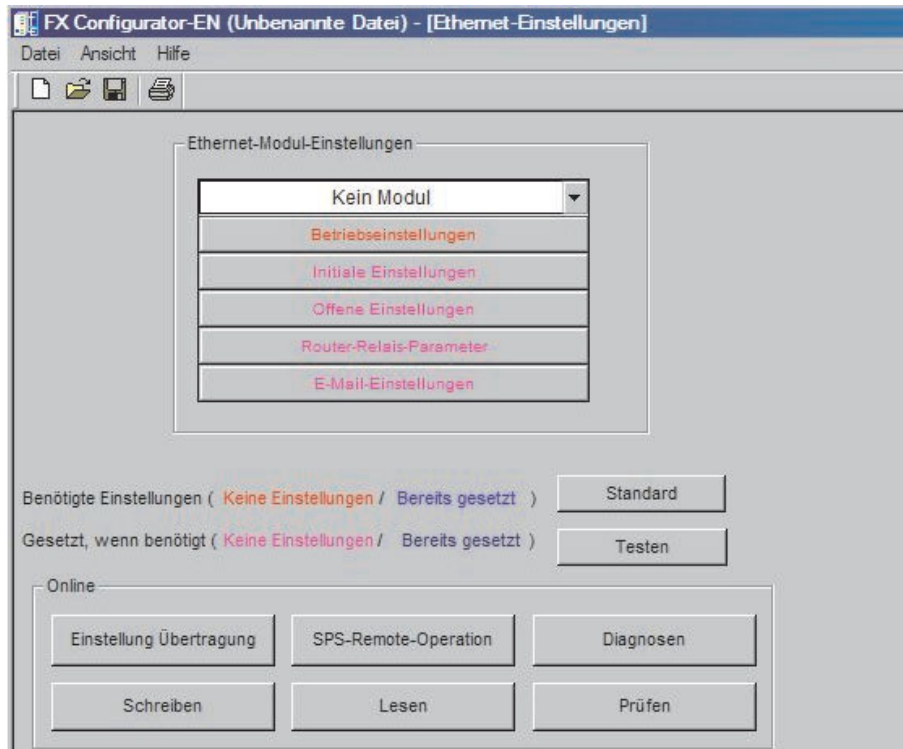 FX Configurator-EN (Unbenannte Datei) - [Ethernet-Einstellungen]
Datei Ansicht Hilfe
Ethernet-Modul-Einstellungen
Kein Modul
Betriebseinstellungen
Initiale Einstellungen
Offene Einstellungen
Router-Relais-Parameter
E-Mail-Einstellungen
Benötigte Einstellungen ( Keine Einstellungen / Bereits gesetzt )
Standard
Gesetzt, wenn benötigt ( Keine Einstellungen / Bereits gesetzt )
Testen
Online
Einstellung Übertragung SPS-Remote-Operation Diagnosen
Schreiben Lesen Prüfen